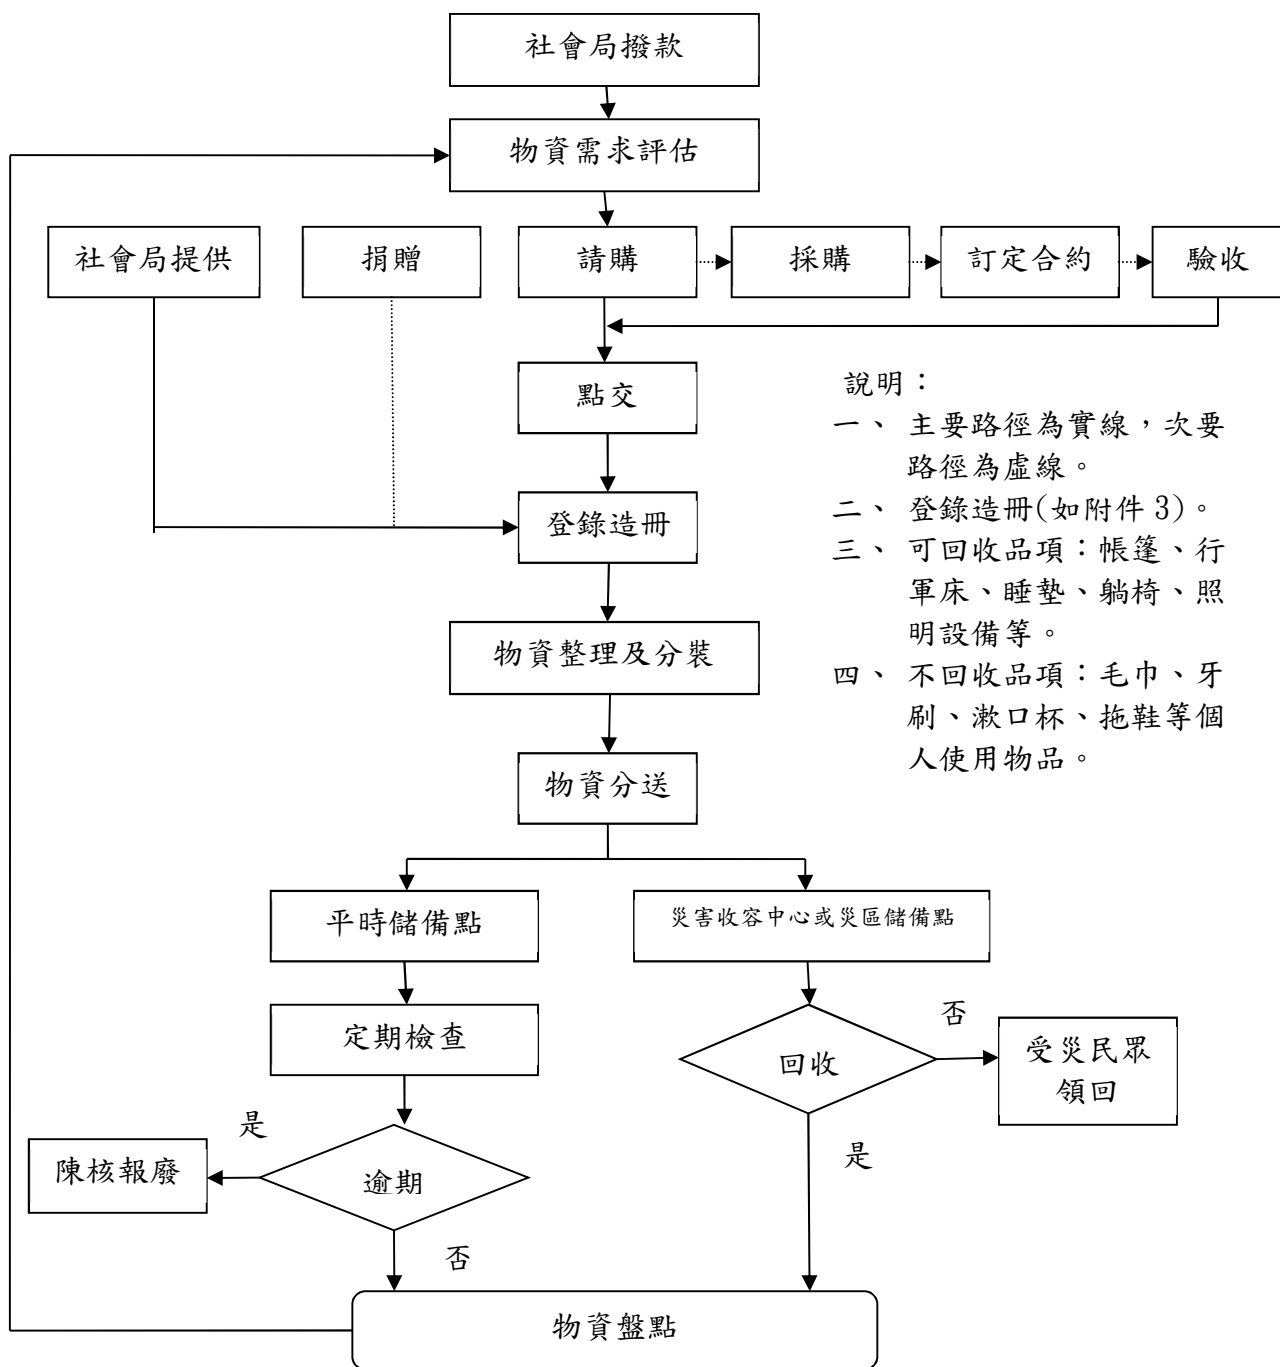 社會局撥款
物資需求評估
社會局提供
捐贈
請購
採購
訂定合約
驗收
點交
登錄造冊
物資整理及分裝
物資分送
說明：
一、 主要路徑為實線，次要
路徑為虛線。
二、 登錄造冊(如附件 3)。
三、 可回收品項：帳篷、行
軍床、睡墊、躺椅、照
明設備等。
四、 不回收品項：毛巾、牙
刷、漱口杯、拖鞋等個
人使用物品。
平時儲備點
災害收容中心或災區儲備點
定期檢查
回收
否
受災民眾
領回
是
逾期
是
陳核報廢
否
物資盤點